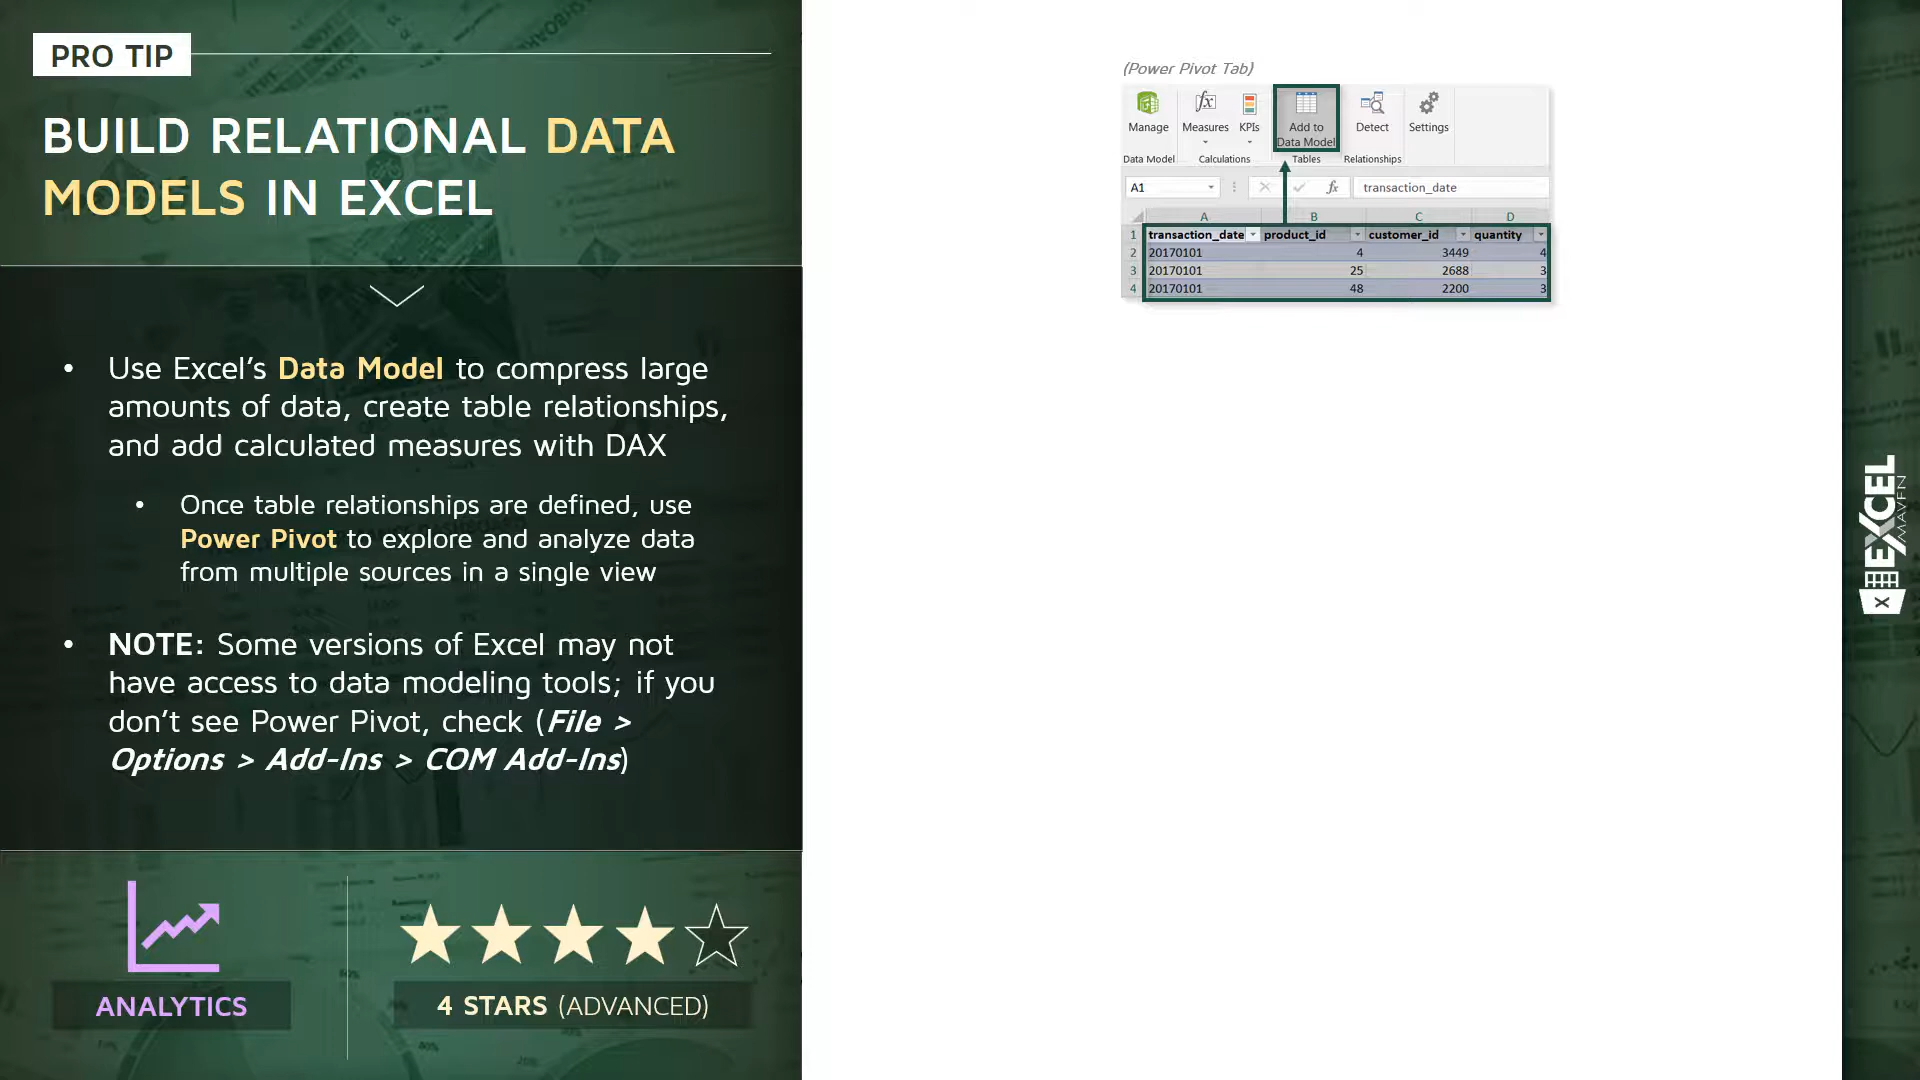 PRO TIP
BUILD RELATIONAL DATA
MODELS IN EXCEL
• Use Excel's Data Model to compress large
amounts of data, create table relationships,
and add calculated measures with DAX
• Once table relationships are defined, use
Power Pivot to explore and analyze data
from multiple sources in a single view
• NOTE: Some versions of Excel may not
have access to data modeling tools; if you
don't see Power Pivot, check (File >
Options > Add-Ins > COM Add-Ins)
ANALYTICS
4 STARS (ADVANCED)
(Power Pivot Tab)
Manage Measures KPIs Add to Data Model Detect Settings
Data Model Calculations Tables Relationships
A1 fx transaction_date
A B C D
1 transaction_date product_id customer_id quantity
2 20170101 4 3449 4
3 20170101 25 2688 3
4 20170101 48 2200 3
EXCEL
MAVEN
X